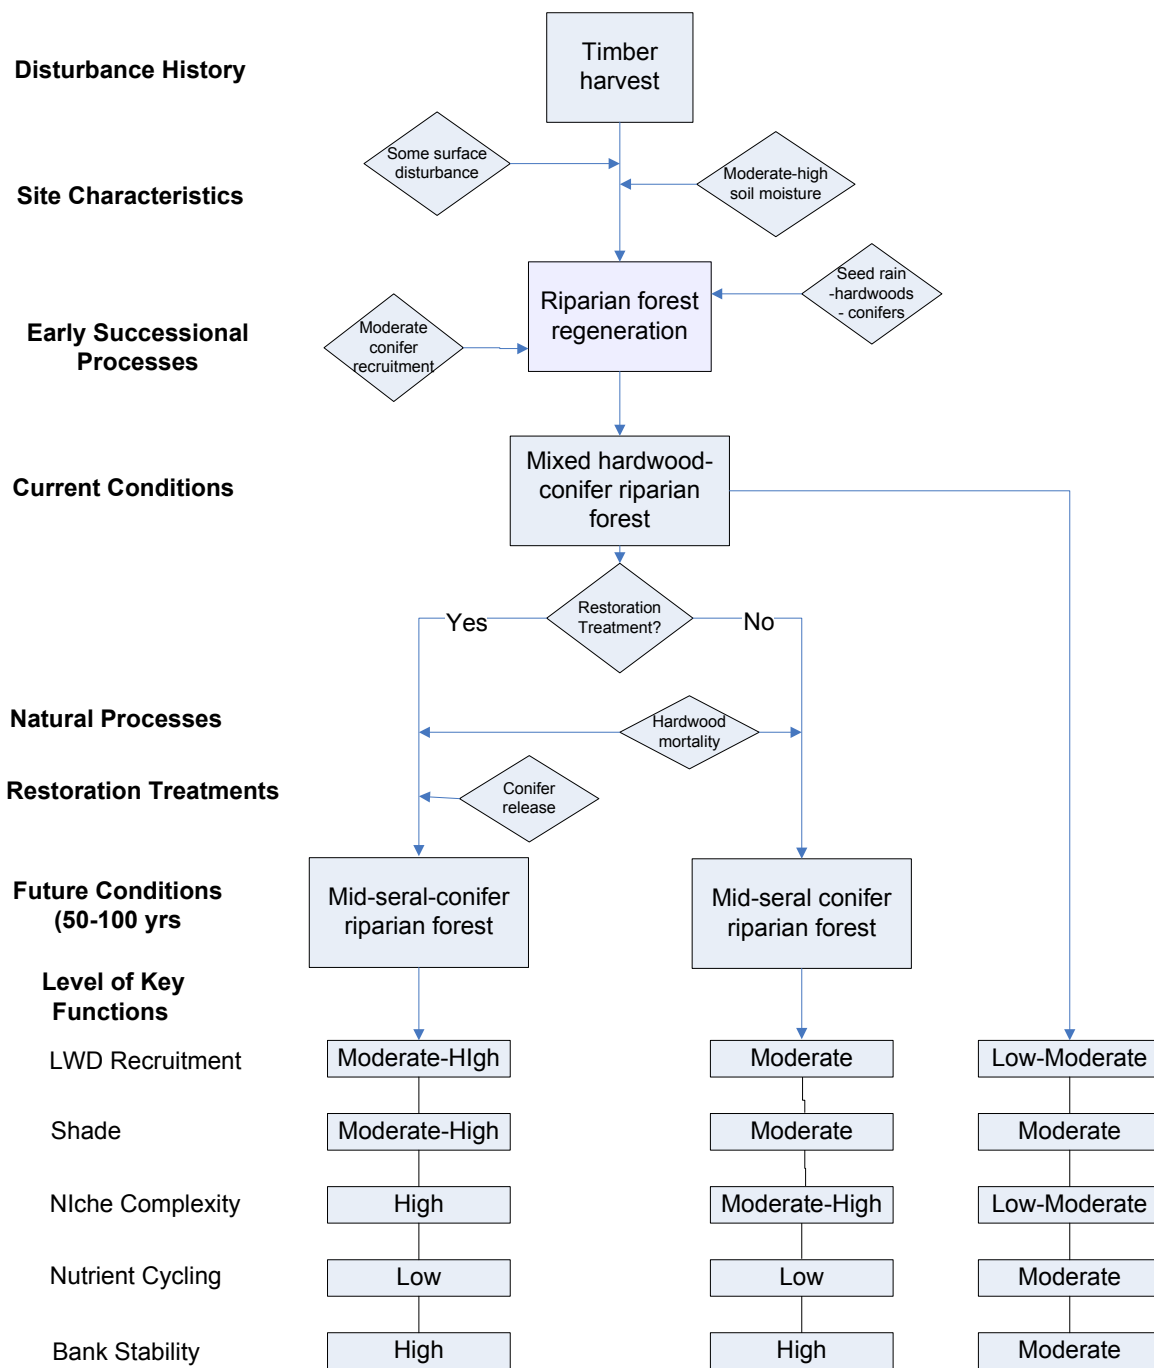 Disturbance History
Timber
harvest
Some surface
disturbance
Moderate-high
soil moisture
Site Characteristics
Seed rain
-hardwoods
- conifers
Riparian forest
regeneration
Early Successional
Processes
Moderate
conifer
recruitment
Current Conditions
Mixed hardwood-
conifer riparian
forest
Restoration
Treatment?
Yes
No
Natural Processes
Hardwood
mortality
Restoration Treatments
Conifer
release
Future Conditions
(50-100 yrs
Mid-seral-conifer
riparian forest
Mid-seral conifer
riparian forest
Level of Key
Functions
LWD Recruitment
Moderate-HIgh
Moderate
Low-Moderate
Shade
Moderate-High
Moderate
Moderate
NIche Complexity
High
Moderate-High
Low-Moderate
Nutrient Cycling
Low
Low
Moderate
Bank Stability
High
High
Moderate